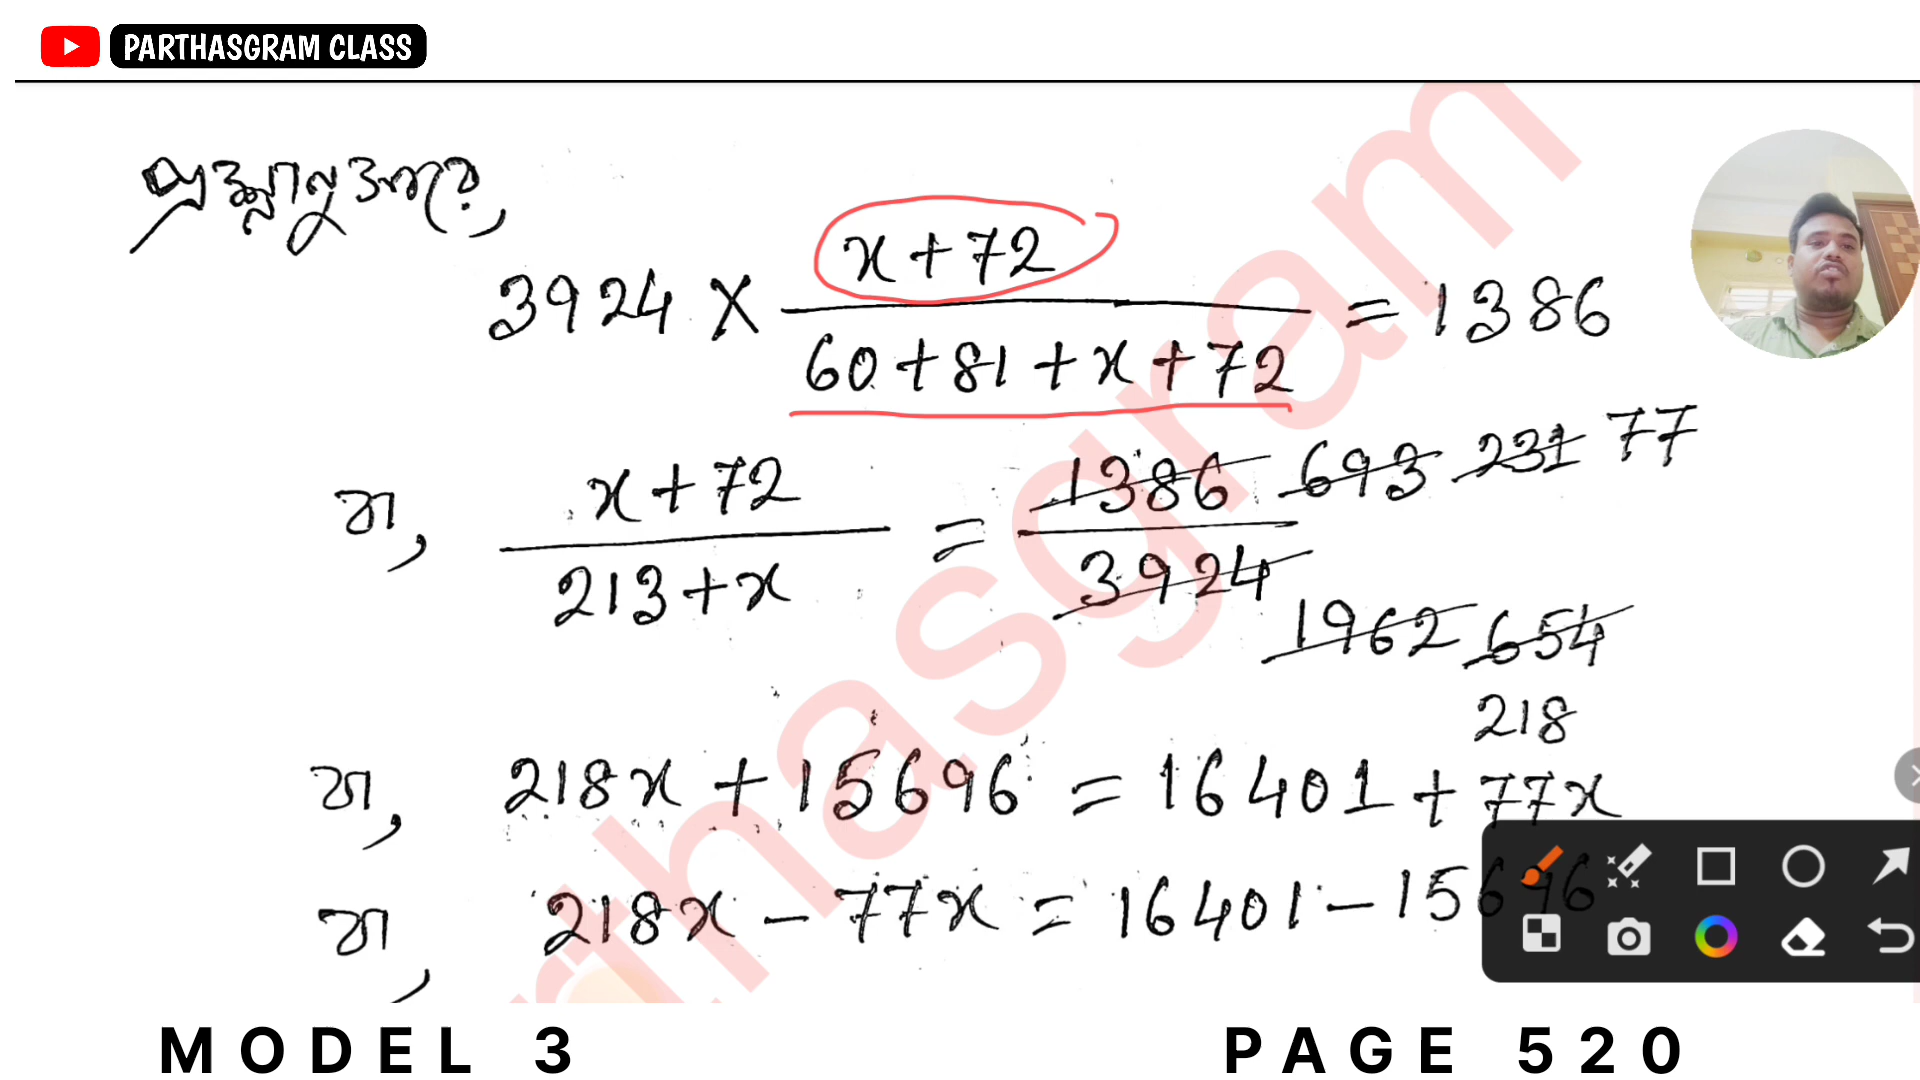 PARTHASGRAM CLASS
প্রশ্নানুসারে,
3924 × (x+72)/(60+81+x+72) = 1386
বা, (x+72)/(213+x) = 1386 693 231 77 / 3924 1962 654 218
বা, 218x + 15696 = 16401 + 77x
বা, 218x - 77x = 16401 - 15696
thasgram
MODEL 3
PAGE 520